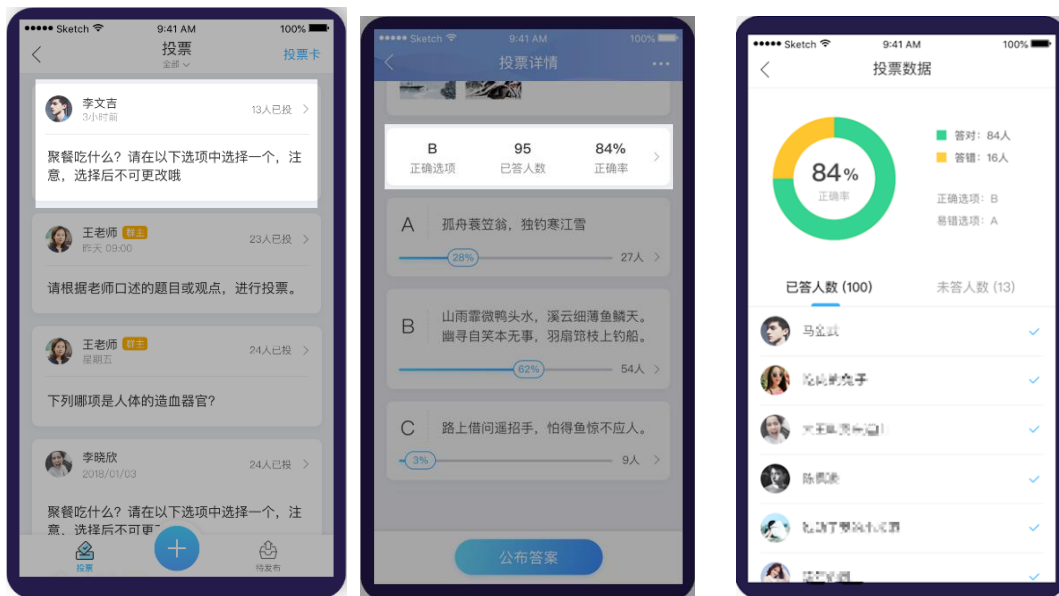 Sketch 9:41 AM 100%
投票
全部
投票卡
李文吉
3小时前
13人已投
聚餐吃什么？请在以下选项中选择一个，注
意，选择后不可更改哦
王老师 群主
昨天 09:00
23人已投
请根据老师口述的题目或观点，进行投票。
王老师 群主
星期五
24人已投
下列哪项是人体的造血器官？
李晓欣
2018/01/03
24人已投
聚餐吃什么？请在以下选项中选择一个，注
意，选择后不可更
投票
待发布
Sketch 9:41 AM 100%
投票详情
B 95 84%
正确选项 已答人数 正确率
A 孤舟蓑笠翁，独钓寒江雪
28% 27人
B 山雨霏微鸭头水，溪云细薄鱼鳞天。
幽寻自笑本无事，羽扇筇枝上钓船。
62% 54人
C 路上借问遥招手，怕得鱼惊不应人。
3% 9人
公布答案
Sketch 9:41 AM 100%
投票数据
84%
正确率
答对：84人
答错：16人
正确选项：B
易错选项：A
已答人数 (100) 未答人数 (13)